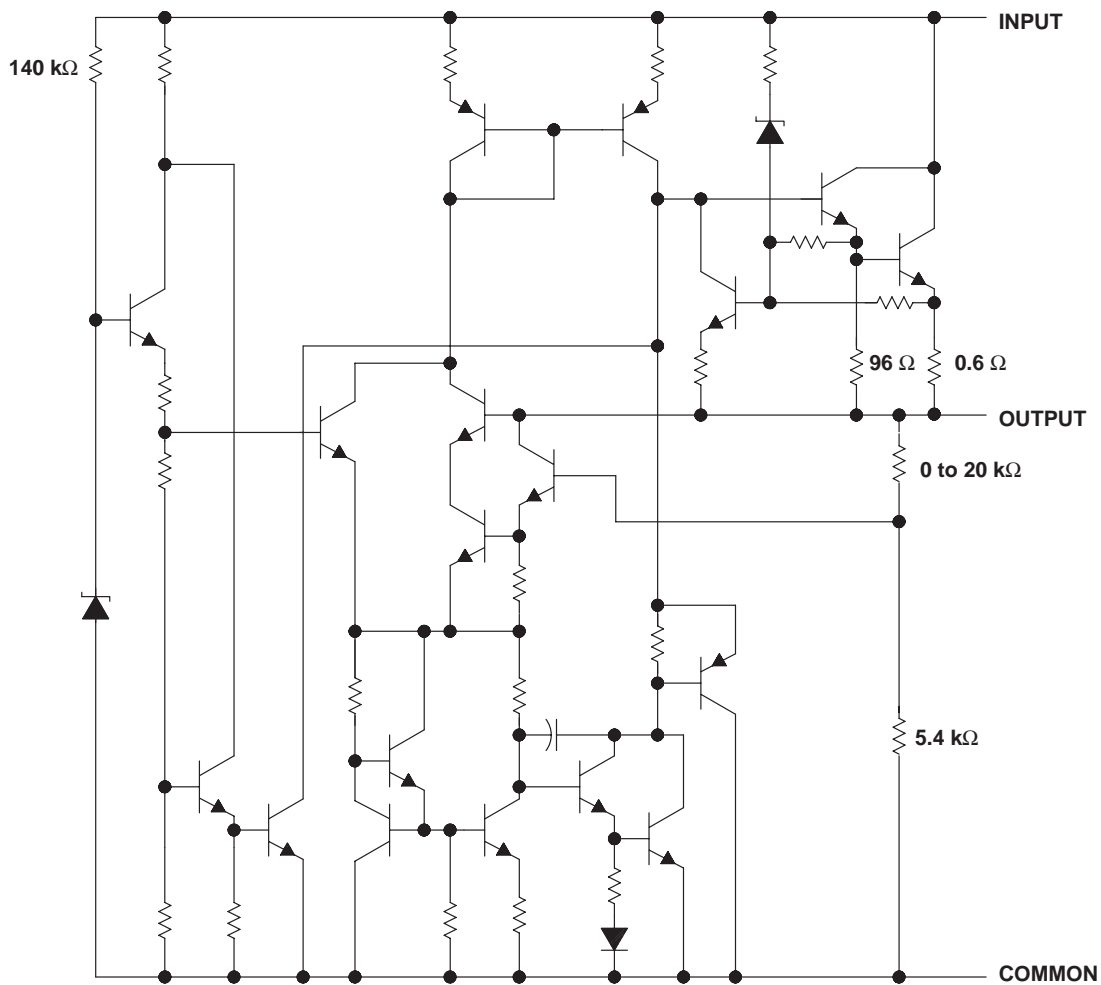 INPUT
140 kΩ
96 Ω
0.6 Ω
OUTPUT
0 to 20 kΩ
5.4 kΩ
COMMON